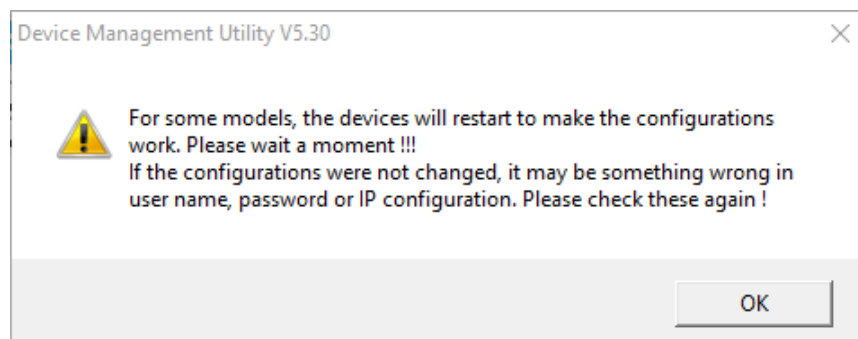 Device Management Utility V5.30
For some models, the devices will restart to make the configurations
work. Please wait a moment !!!
If the configurations were not changed, it may be something wrong in
user name, password or IP configuration. Please check these again !
OK